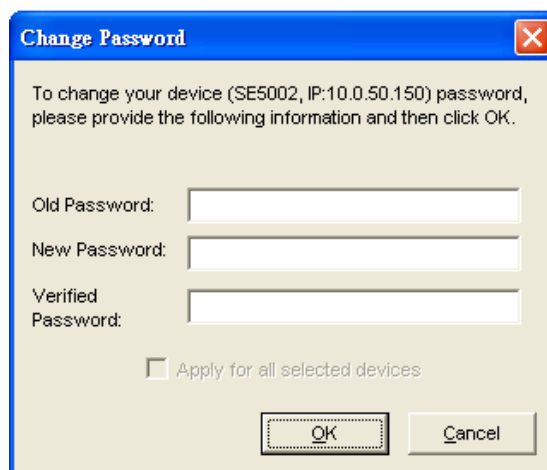 Change Password
To change your device (SE5002, IP:10.0.50.150) password,
please provide the following information and then click OK.
Old Password:
New Password:
Verified
Password:
Apply for all selected devices
OK
Cancel